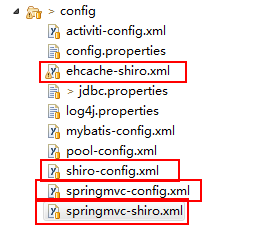 > config
activiti-config.xml
config.properties
ehcache-shiro.xml
> jdbc.properties
log4j.properties
mybatis-config.xml
pool-config.xml
shiro-config.xml
springmvc-config.xml
springmvc-shiro.xml